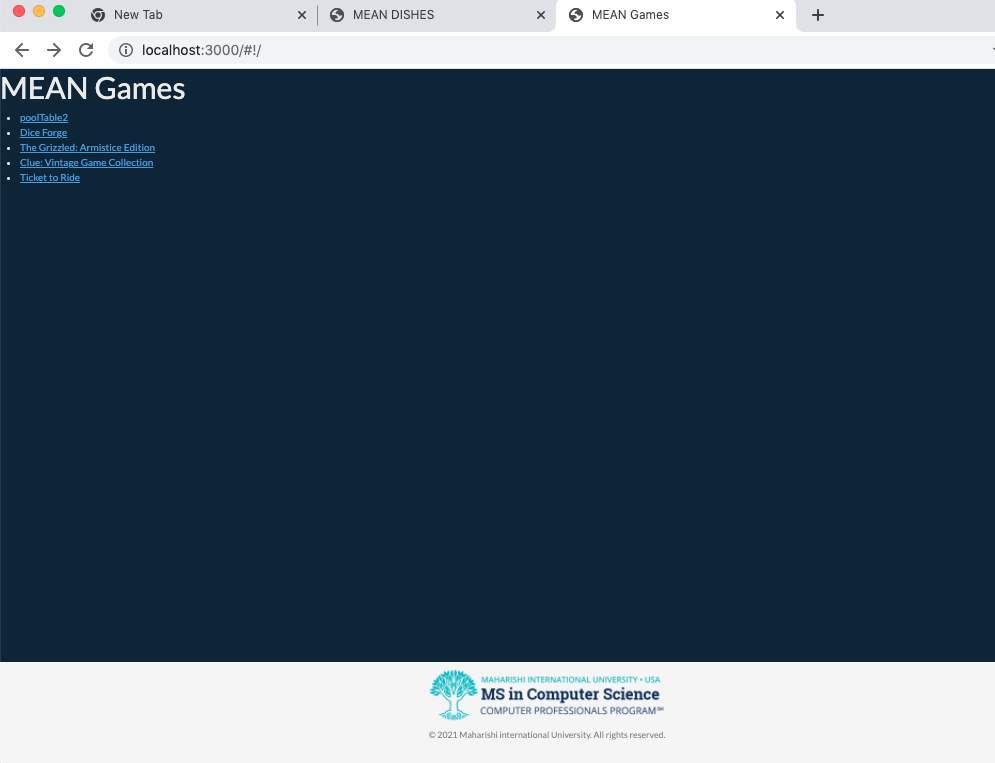 New Tab
MEAN DISHES
MEAN Games
localhost:3000/#!/
MEAN Games
poolTable2
Dice Forge
The Grizzled: Armistice Edition
Clue: Vintage Game Collection
Ticket to Ride
MAHARISHI INTERNATIONAL UNIVERSITY • USA
MS in Computer Science
COMPUTER PROFESSIONALS PROGRAM℠
© 2021 Maharishi international University. All rights reserved.